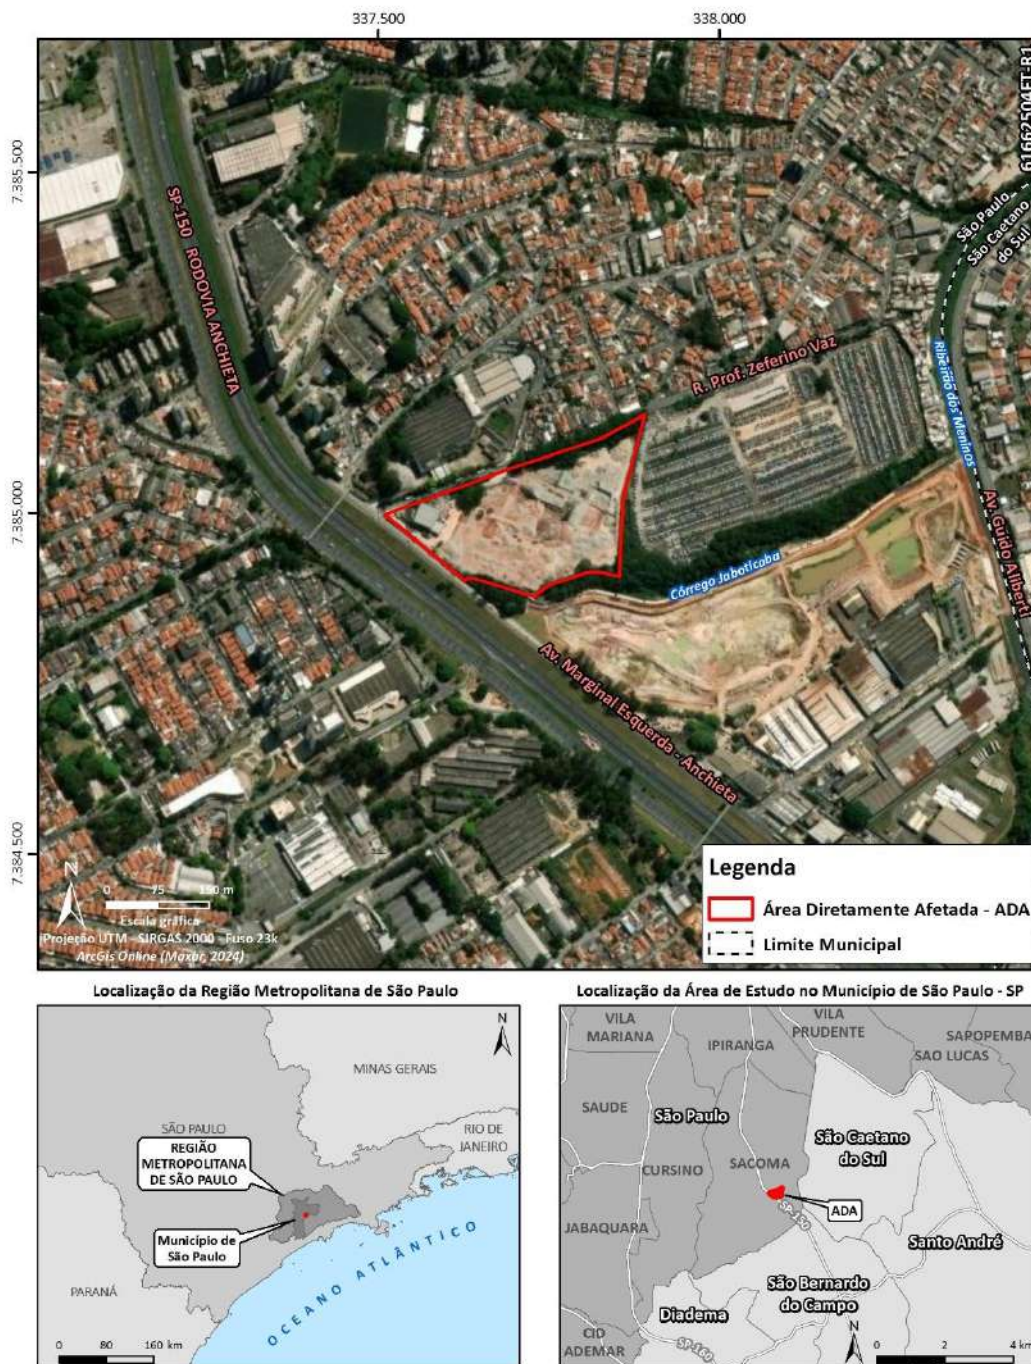 337.500
338.000
7.385.500
7.385.000
7.384.500
61662504ET-R1
São Paulo
São Caetano
do Sul
SP-150 RODOVIA ANCHIETA
R. Prof. Zeferino Vaz
Ribeirão dos Meninos
Av. Guido Aliberti
Córrego Jaboticaba
Av. Marginal Esquerda - Anchieta
N
0 75 150 m
Escala gráfica
Projeção UTM - SIRGAS 2000 - Fuso 23k
ArcGis Online (Maxar, 2024)
Legenda
Área Diretamente Afetada - ADA
Limite Municipal
Localização da Região Metropolitana de São Paulo
N
MINAS GERAIS
SÃO PAULO
RIO DE
JANEIRO
REGIÃO
METROPOLITANA
DE SÃO PAULO
Município de
São Paulo
PARANÁ
OCEANO ATLÂNTICO
0 80 160 km
Localização da Área de Estudo no Município de São Paulo - SP
VILA
MARIANA
IPIRANGA
VILA
PRUDENTE
SAPOPEMBA
SAO LUCAS
SAUDE
São Paulo
São Caetano
do Sul
CURSINO
SACOMA
ADA
SP-150
JABAQUARA
Santo André
São Bernardo
do Campo
Diadema
CID
ADEMAR
SP-160
N
0 2 4 km